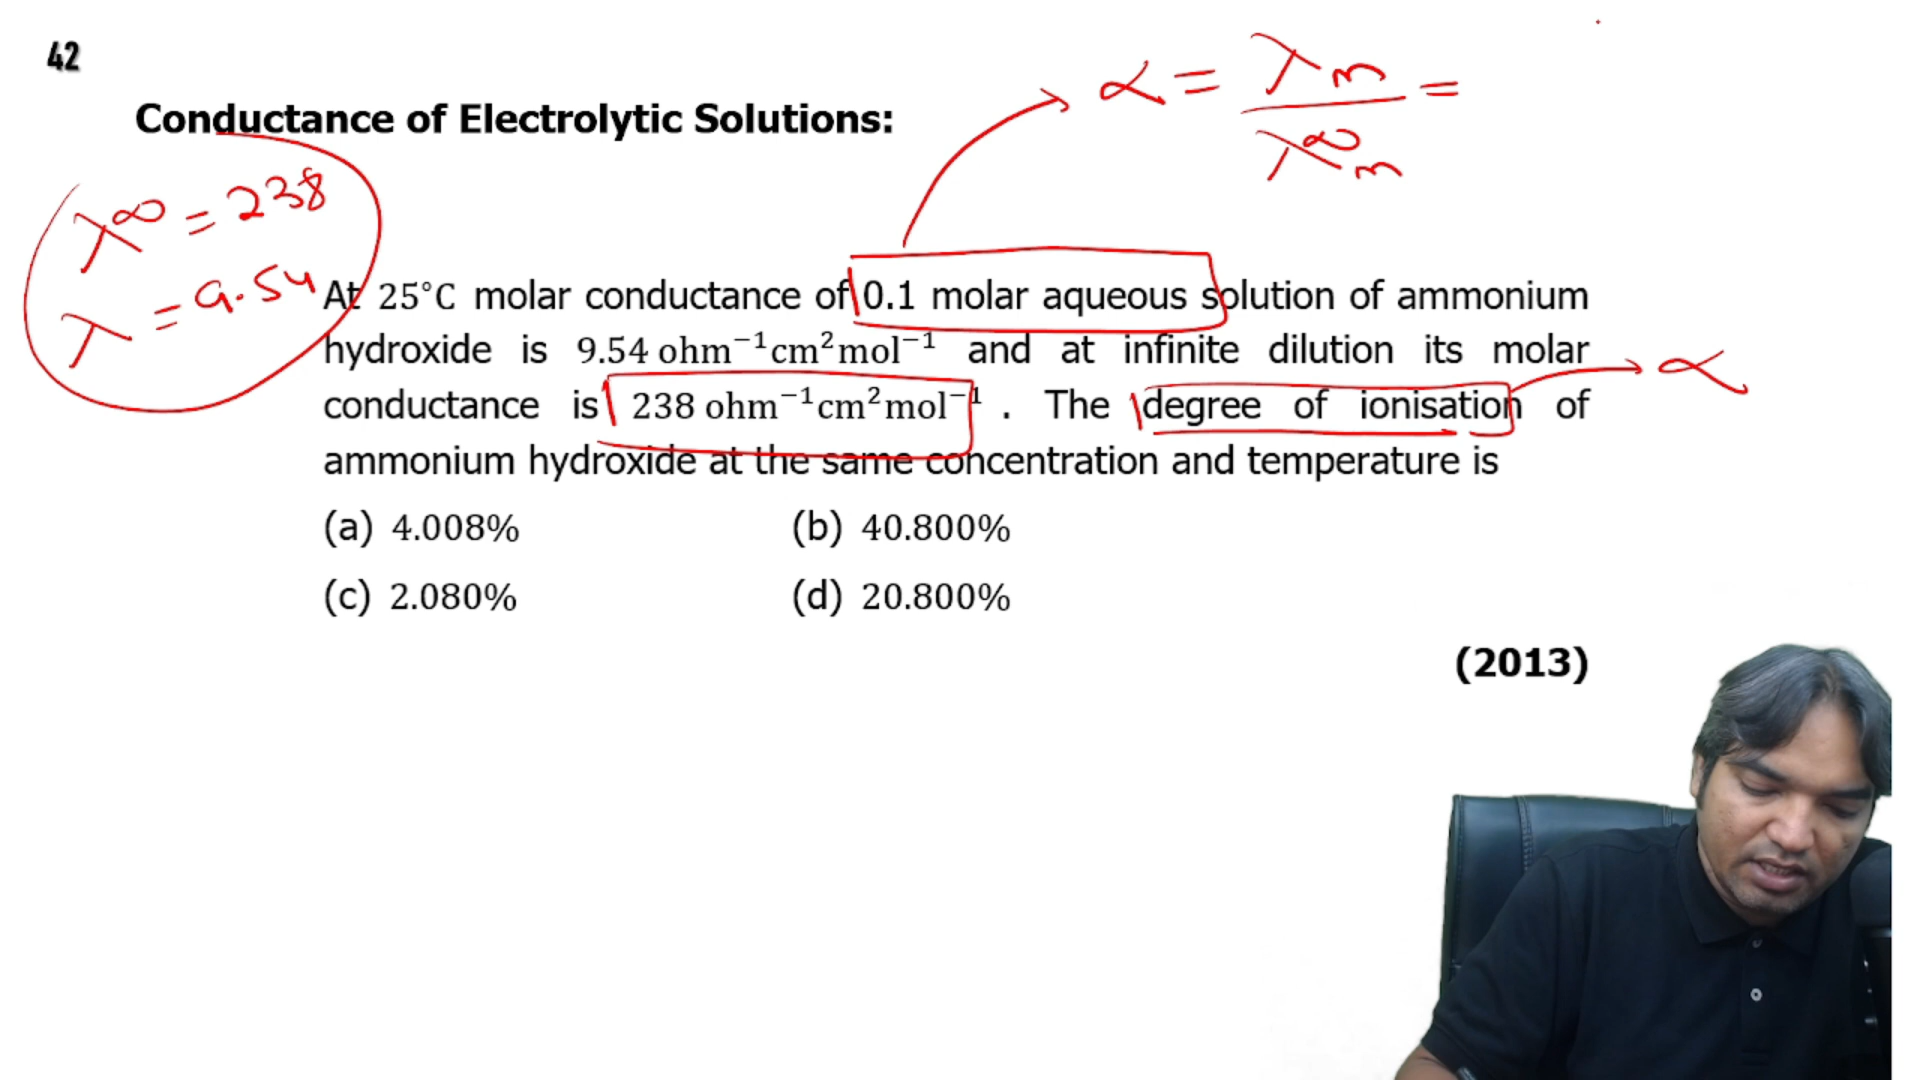 42
α = λm / λ∞m =
Conductance of Electrolytic Solutions:
λ∞ = 238
λ = 9.54
At 25°C molar conductance of 0.1 molar aqueous solution of ammonium
hydroxide is 9.54 ohm⁻¹cm²mol⁻¹ and at infinite dilution its molar
α
conductance is 238 ohm⁻¹cm²mol⁻¹ . The degree of ionisation of
ammonium hydroxide at the same concentration and temperature is
(a) 4.008% (b) 40.800%
(c) 2.080% (d) 20.800%
(2013)